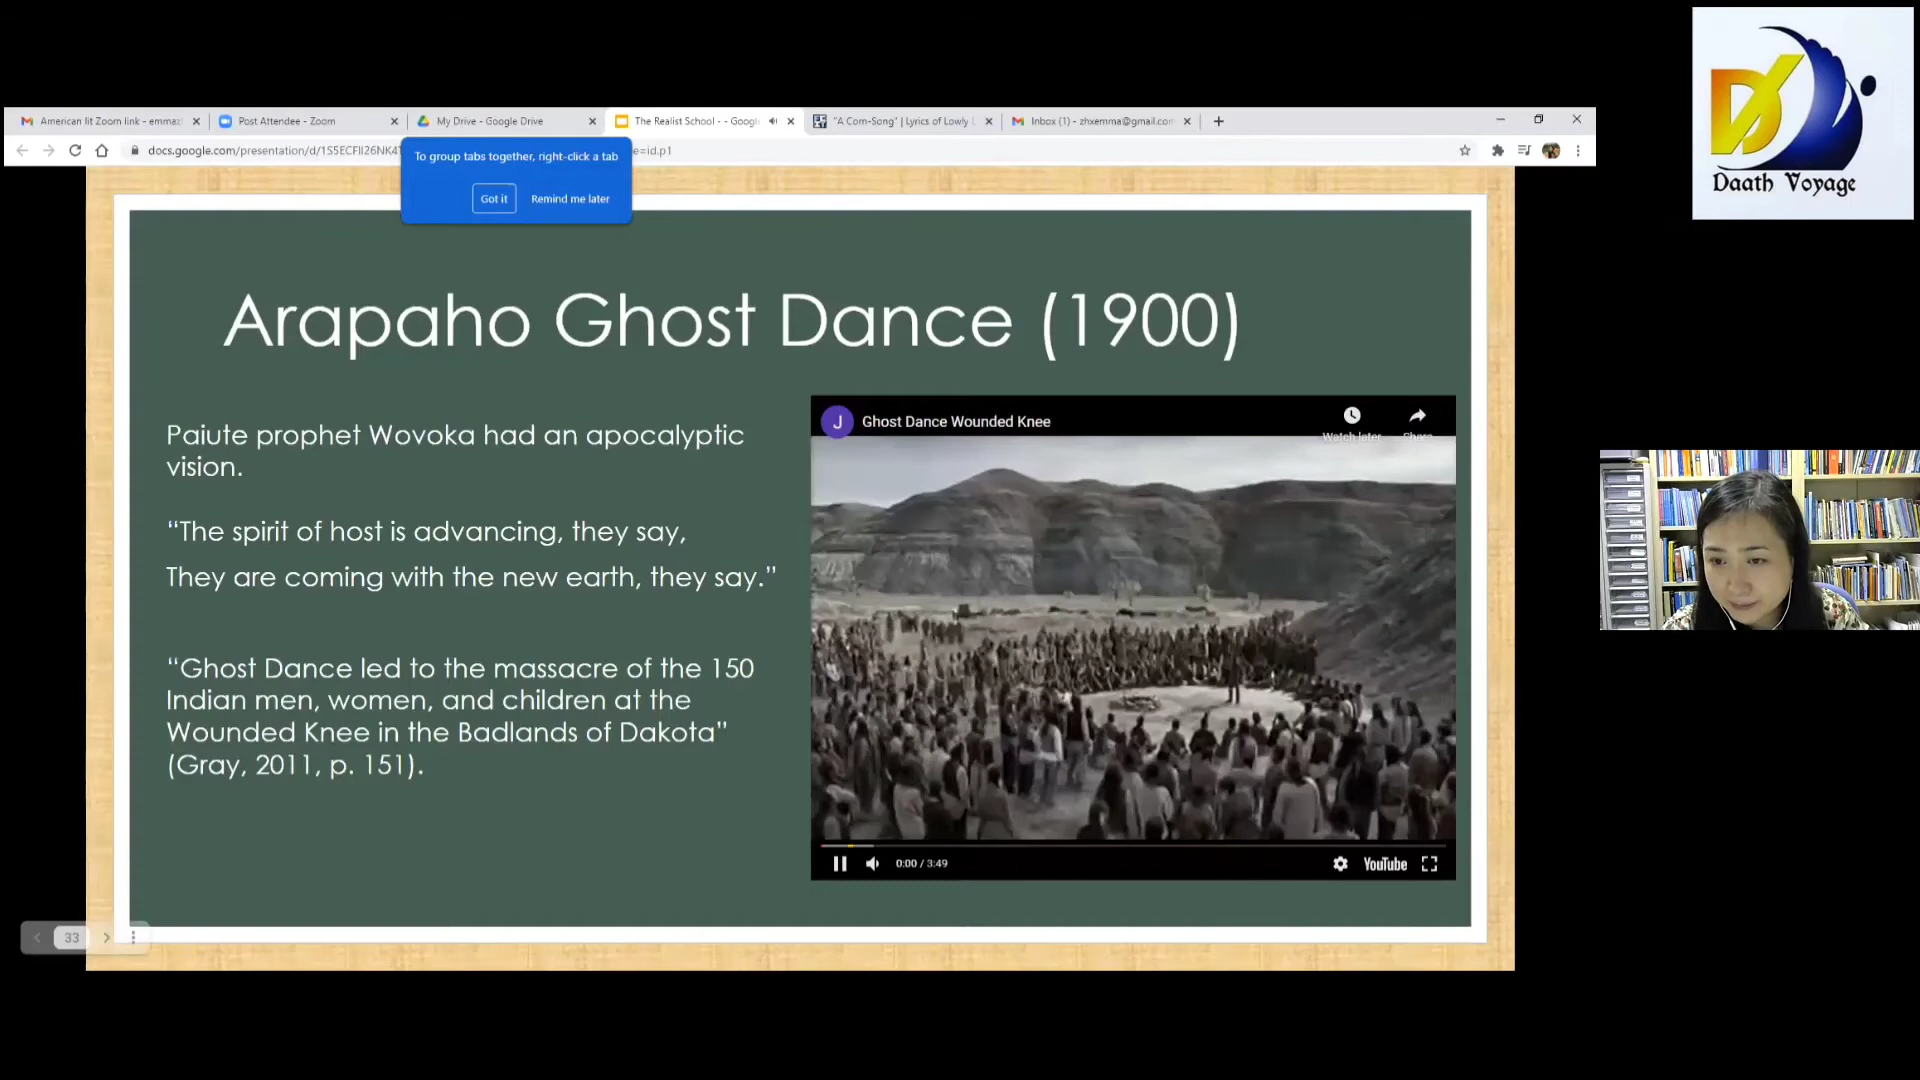 American lit Zoom link - emmaz
Post Attendee - Zoom
My Drive - Google Drive
The Realist School - - Googl
"A Corn-Song" | Lyrics of Lowly L
Inbox (1) - zhxemma@gmail.com
docs.google.com/presentation/d/1S5ECFlI26NK4
=id.p1
To group tabs together, right-click a tab
Got it
Remind me later
Daath Voyage
Arapaho Ghost Dance (1900)
Paiute prophet Wovoka had an apocalyptic
vision.
“The spirit of host is advancing, they say,
They are coming with the new earth, they say.”
“Ghost Dance led to the massacre of the 150
Indian men, women, and children at the
Wounded Knee in the Badlands of Dakota”
(Gray, 2011, p. 151).
J
Ghost Dance Wounded Knee
Watch later
Share
0:00 / 3:49
YouTube
33